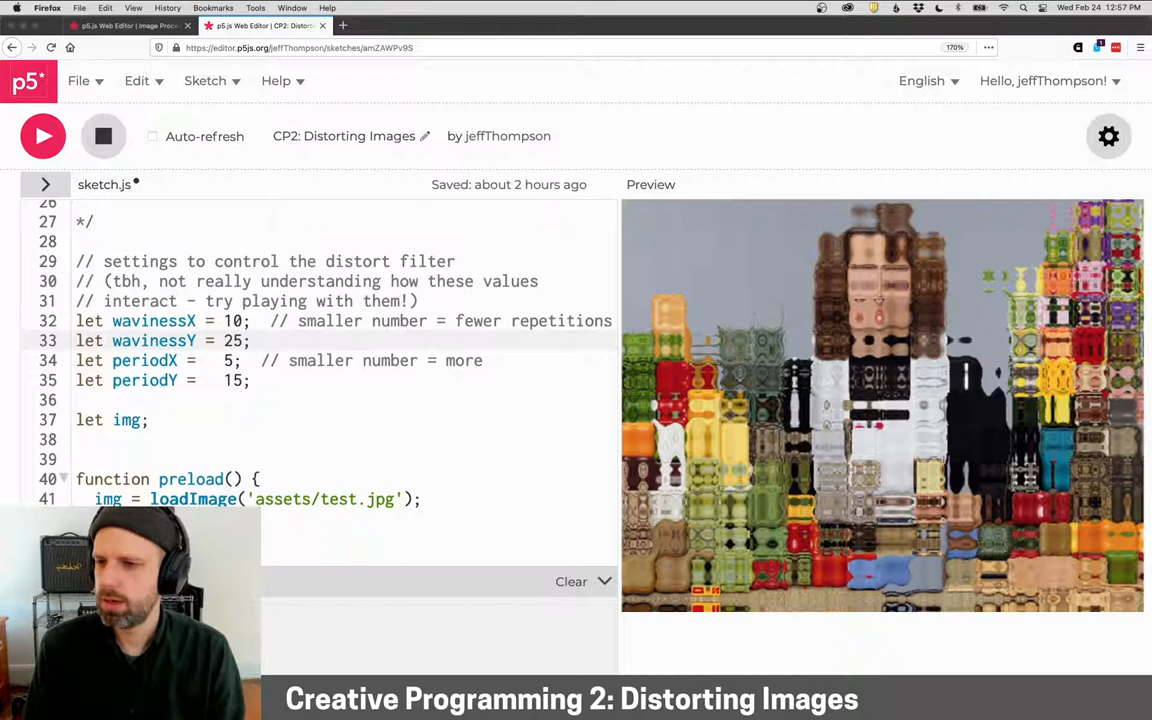 Firefox File Edit View History Bookmarks Tools Window Help Wed Feb 24 12:57 PM
p5.js Web Editor | Image Proc
p5.js Web Editor | CP2: Distorti
https://editor.p5js.org/jeffThompson/sketches/amZAWPv9S 170%
p5* File Edit Sketch Help English Hello, jeffThompson!
Auto-refresh CP2: Distorting Images by jeffThompson
sketch.js Saved: about 2 hours ago Preview
26
27 */
28
29 // settings to control the distort filter
30 // (tbh, not really understanding how these values
31 // interact - try playing with them!)
32 let wavinessX = 10; // smaller number = fewer repetitions
33 let wavinessY = 25;
34 let periodX = 5; // smaller number = more
35 let periodY = 15;
36
37 let img;
38
39
40 function preload() {
41 img = loadImage('assets/test.jpg');
Clear
Creative Programming 2: Distorting Images